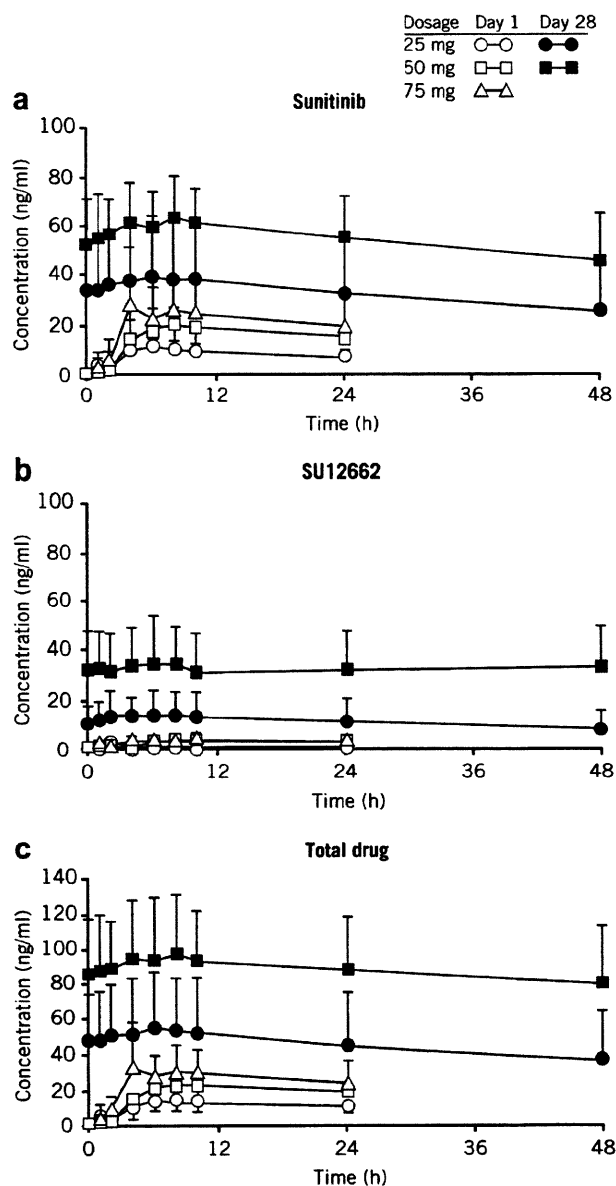 Dosage Day 1 Day 28
25 mg
50 mg
75 mg
a
Sunitinib
100
80
60
40
20
0
Concentration (ng/ml)
0 12 24 36 48
Time (h)
b
SU12662
100
80
60
40
20
0
Concentration (ng/ml)
0 12 24 36 48
Time (h)
c
Total drug
140
120
100
80
60
40
20
0
Concentration (ng/ml)
0 12 24 36 48
Time (h)